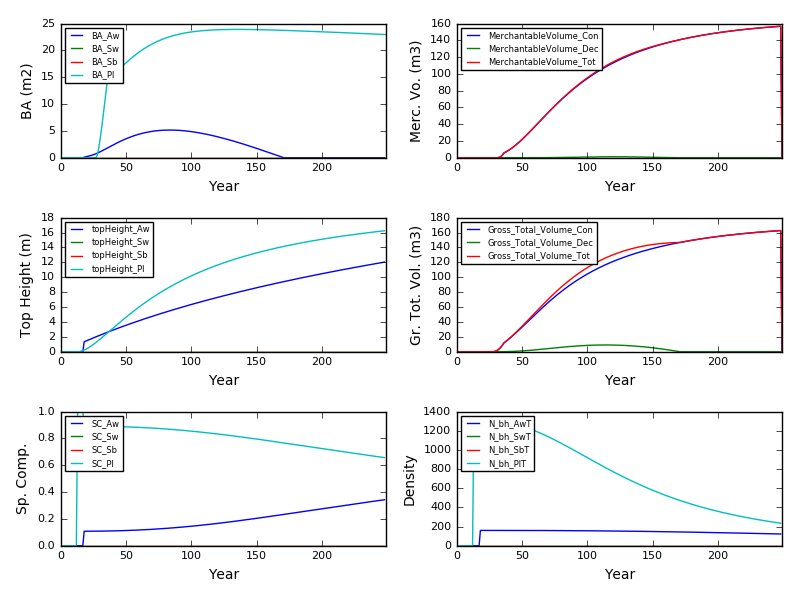 BA (m2)
25
20
15
10
5
0
BA_Aw
BA_Sw
BA_Sb
BA_Pl
0 50 100 150 200
Year
Merc. Vo. (m3)
160
140
120
100
80
60
40
20
0
MerchantableVolume_Con
MerchantableVolume_Dec
MerchantableVolume_Tot
0 50 100 150 200
Year
Top Height (m)
18
16
14
12
10
8
6
4
2
0
topHeight_Aw
topHeight_Sw
topHeight_Sb
topHeight_Pl
0 50 100 150 200
Year
Gr. Tot. Vol. (m3)
180
160
140
120
100
80
60
40
20
0
Gross_Total_Volume_Con
Gross_Total_Volume_Dec
Gross_Total_Volume_Tot
0 50 100 150 200
Year
Sp. Comp.
1.0
0.8
0.6
0.4
0.2
0.0
SC_Aw
SC_Sw
SC_Sb
SC_Pl
0 50 100 150 200
Year
Density
1400
1200
1000
800
600
400
200
0
N_bh_AwT
N_bh_SwT
N_bh_SbT
N_bh_PlT
0 50 100 150 200
Year